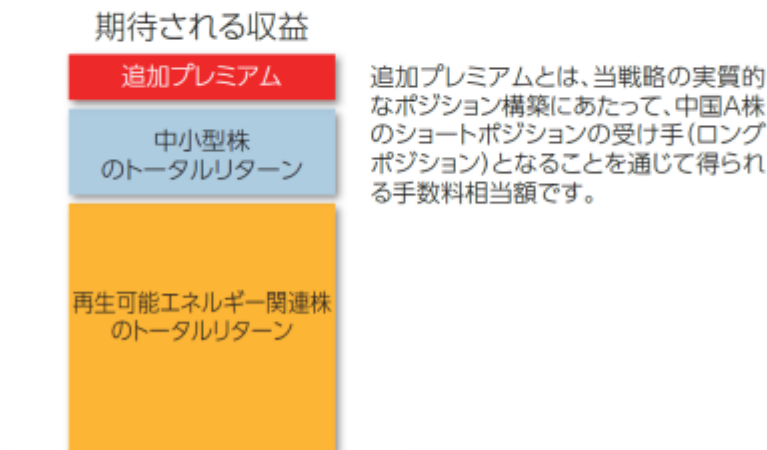 期待される収益
追加プレミアム
中小型株
のトータルリターン
再生可能エネルギー関連株
のトータルリターン
追加プレミアムとは、当戦略の実質的
なポジション構築にあたって、中国A株
のショートポジションの受け手(ロング
ポジション)となることを通じて得られ
る手数料相当額です。